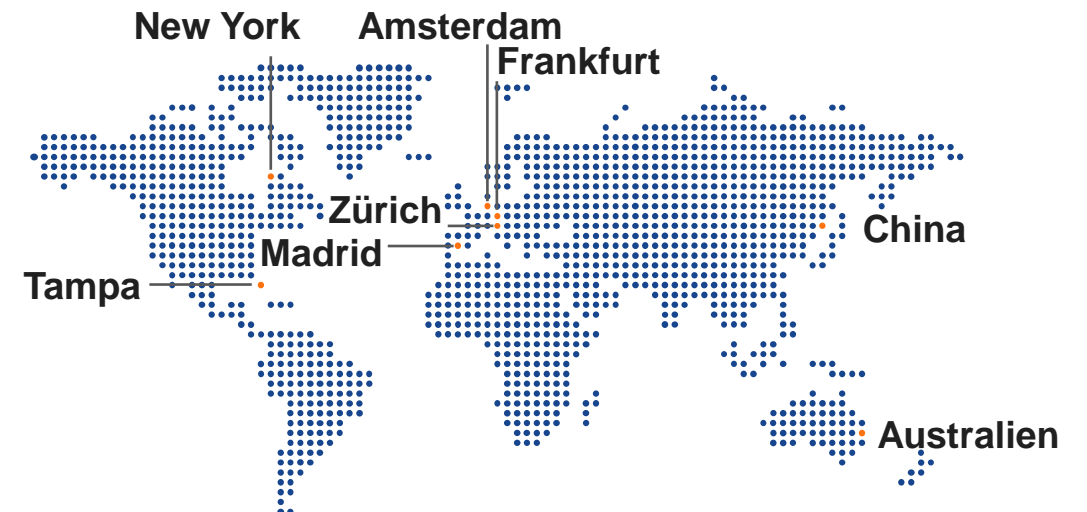 New York
Amsterdam
Frankfurt
Zürich
China
Madrid
Tampa
Australien